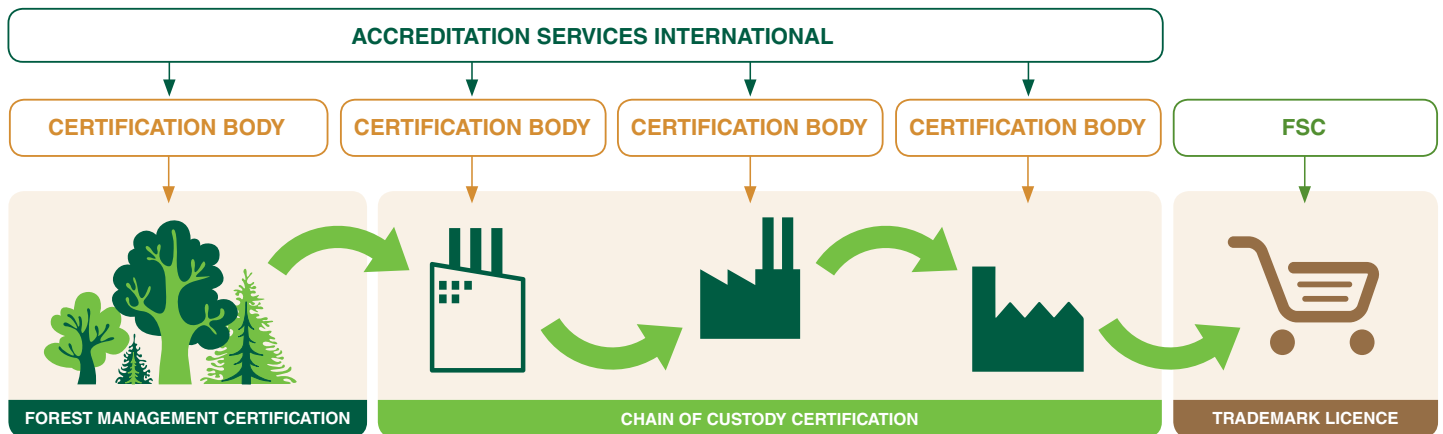 ACCREDITATION SERVICES INTERNATIONAL
CERTIFICATION BODY
CERTIFICATION BODY
CERTIFICATION BODY
CERTIFICATION BODY
FSC
FOREST MANAGEMENT CERTIFICATION
CHAIN OF CUSTODY CERTIFICATION
TRADEMARK LICENCE